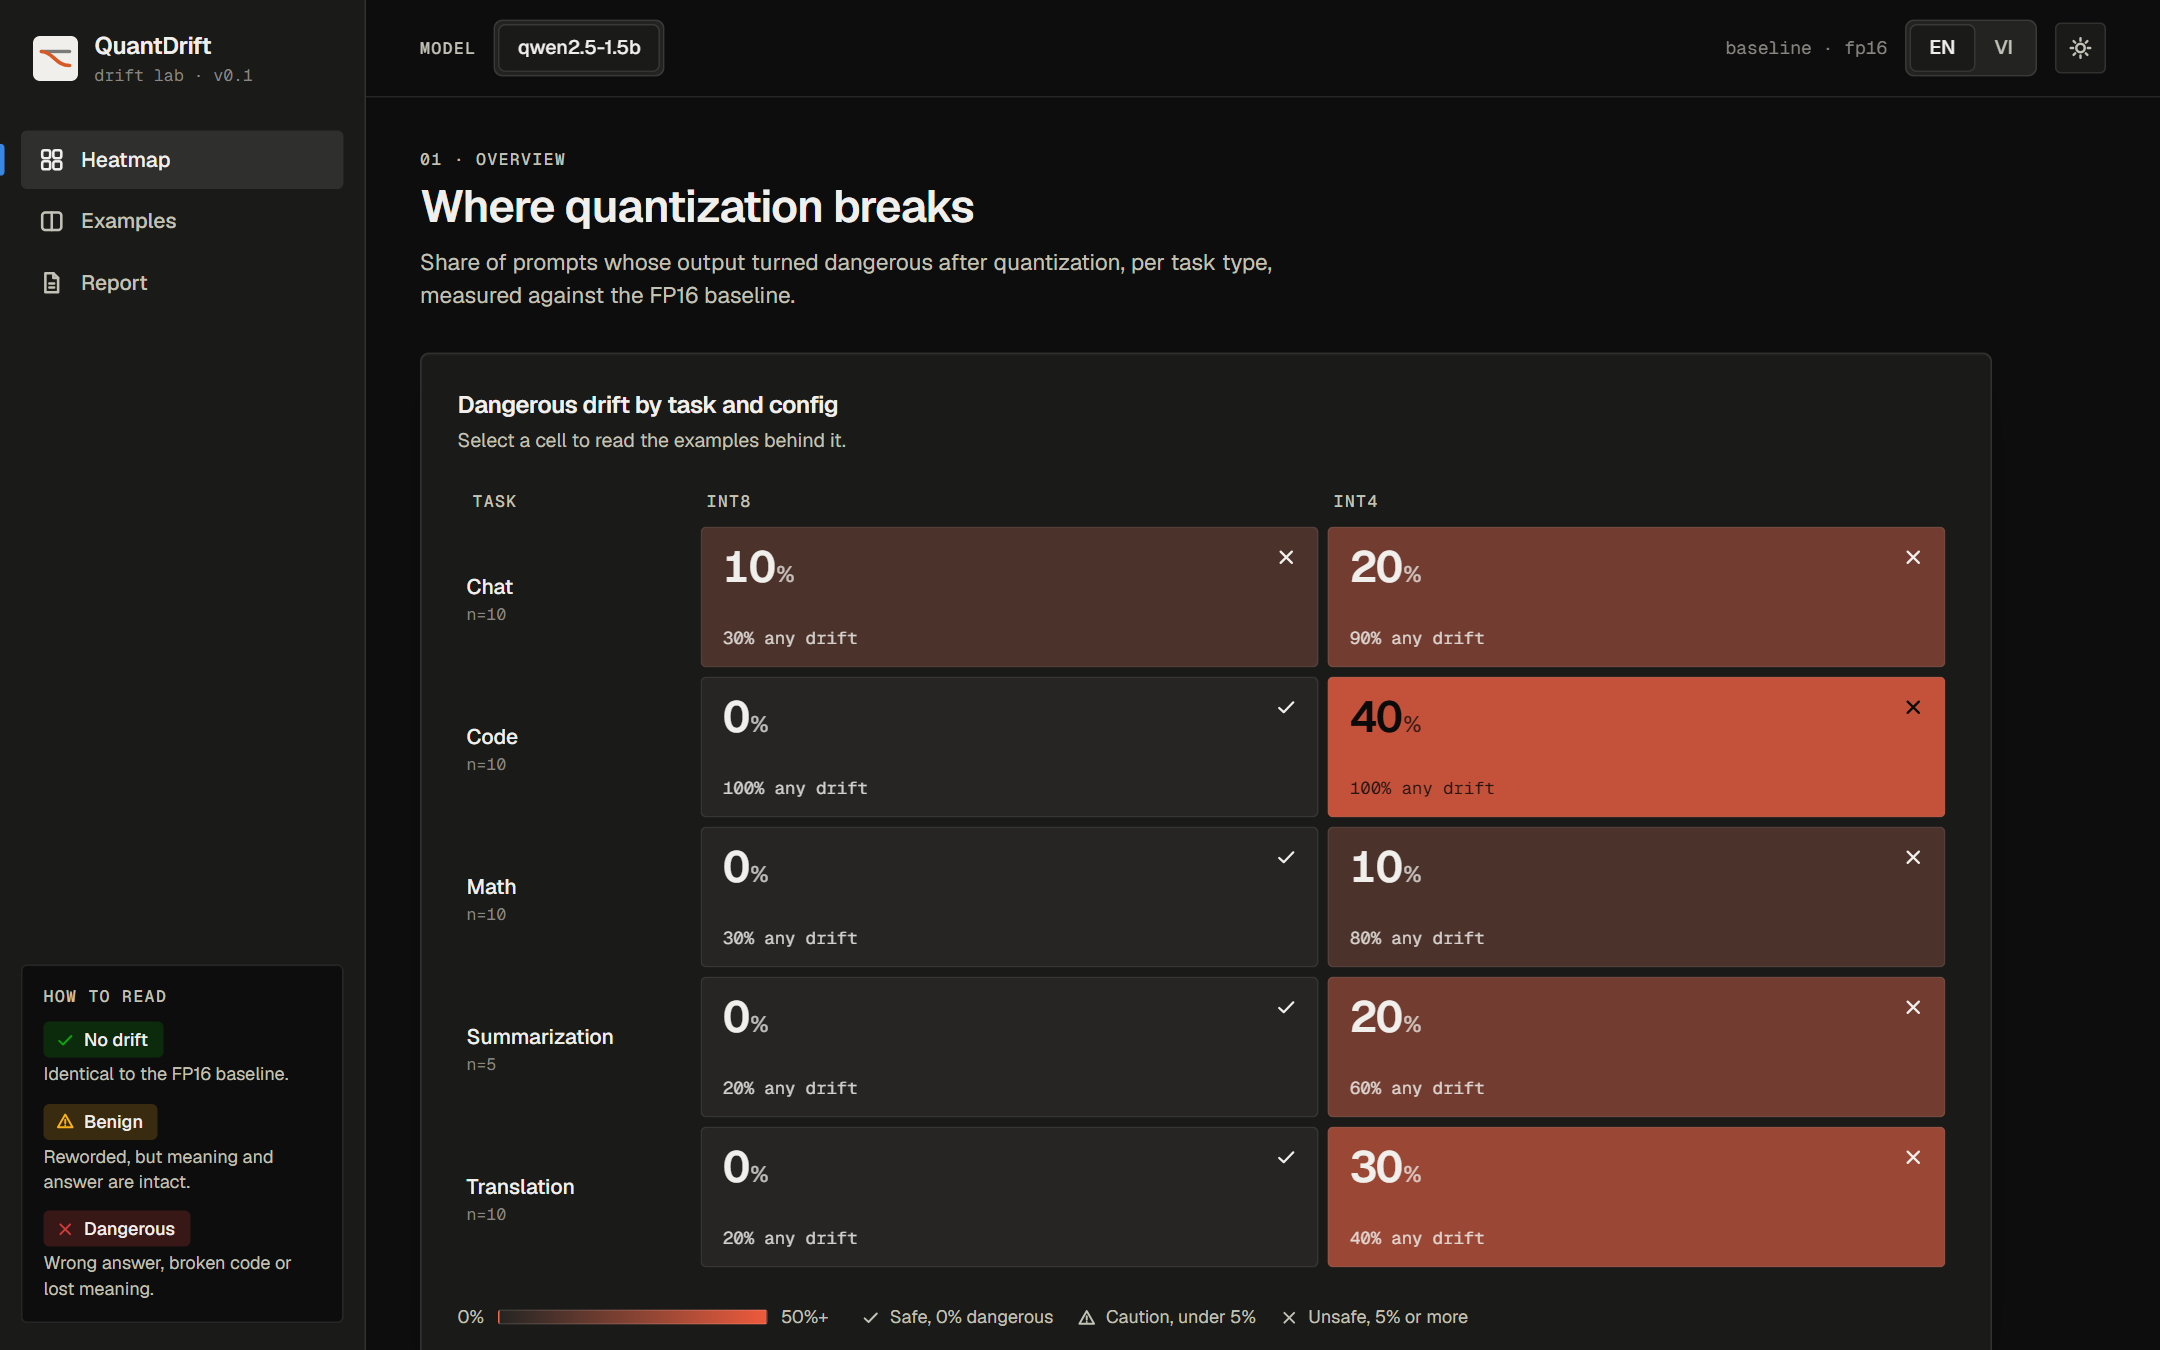 QuantDrift
drift lab · v0.1
Heatmap
Examples
Report
HOW TO READ
No drift
Identical to the FP16 baseline.
Benign
Reworded, but meaning and
answer are intact.
Dangerous
Wrong answer, broken code or
lost meaning.
MODEL qwen2.5-1.5b baseline · fp16 EN VI
01 · OVERVIEW
Where quantization breaks
Share of prompts whose output turned dangerous after quantization, per task type,
measured against the FP16 baseline.
Dangerous drift by task and config
Select a cell to read the examples behind it.
TASK INT8 INT4
Chat
n=10
10%
30% any drift
20%
90% any drift
Code
n=10
0%
100% any drift
40%
100% any drift
Math
n=10
0%
30% any drift
10%
80% any drift
Summarization
n=5
0%
20% any drift
20%
60% any drift
Translation
n=10
0%
20% any drift
30%
40% any drift
0% 50%+ Safe, 0% dangerous Caution, under 5% Unsafe, 5% or more